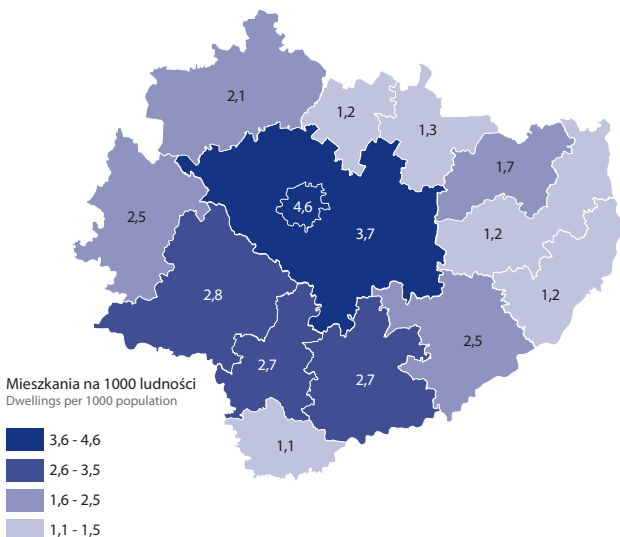 2,1
1,2
1,3
1,7
4,6
2,5
3,7
1,2
2,8
1,2
2,5
2,7
2,7
1,1
Mieszkania na 1000 ludności
Dwellings per 1000 population
3,6 - 4,6
2,6 - 3,5
1,6 - 2,5
1,1 - 1,5